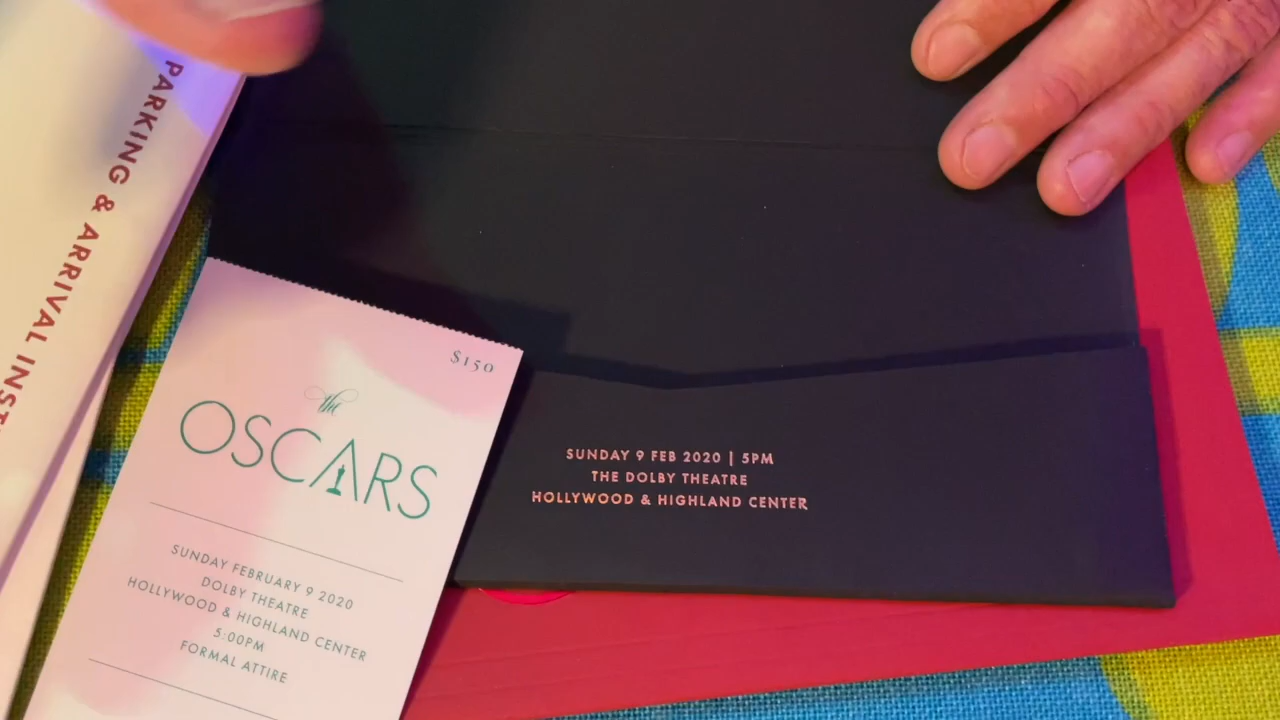 PARKING & ARRIVAL
$150
the
OSCARS
SUNDAY FEBRUARY 9 2020
DOLBY THEATRE
HOLLYWOOD & HIGHLAND CENTER
5:00PM
FORMAL ATTIRE
SUNDAY 9 FEB 2020 | 5PM
THE DOLBY THEATRE
HOLLYWOOD & HIGHLAND CENTER